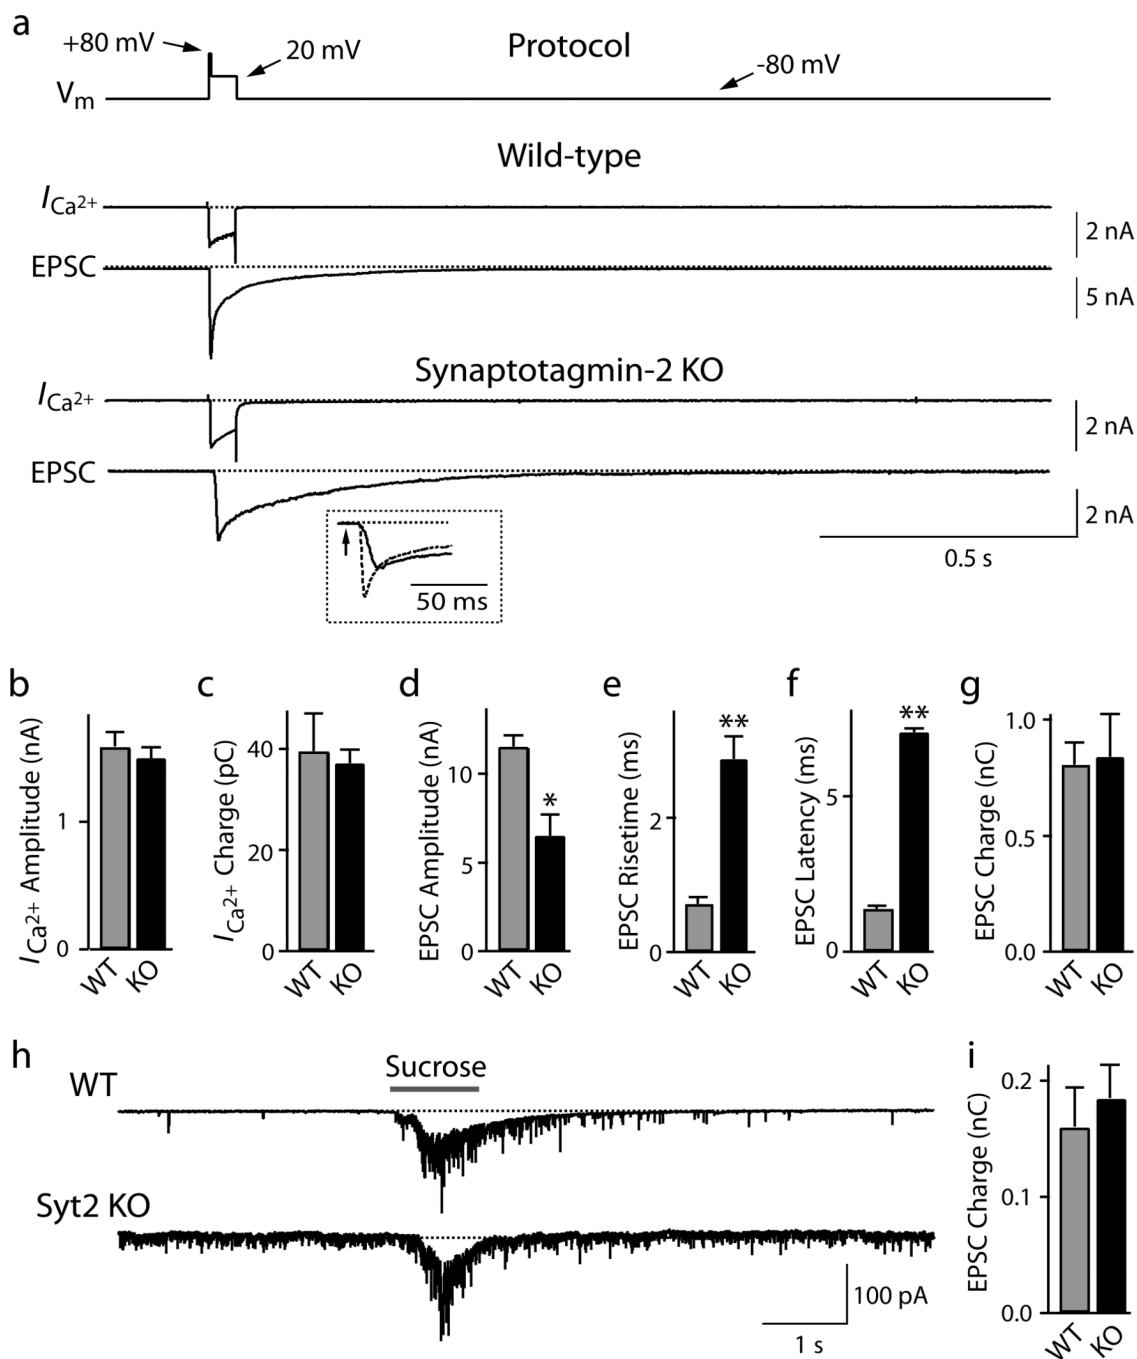 a
+80 mV
Protocol
20 mV
-80 mV
Vm
Wild-type
ICa2+
2 nA
EPSC
5 nA
Synaptotagmin-2 KO
ICa2+
2 nA
EPSC
2 nA
0.5 s
50 ms
b
ICa2+ Amplitude (nA)
1
0
WT
KO
c
ICa2+ Charge (pC)
40
20
0
WT
KO
d
EPSC Amplitude (nA)
10
5
0
*
WT
KO
e
EPSC Risetime (ms)
2
0
**
WT
KO
f
EPSC Latency (ms)
5
0
**
WT
KO
g
EPSC Charge (nC)
1.0
0.5
0.0
WT
KO
h
Sucrose
WT
Syt2 KO
100 pA
1 s
i
EPSC Charge (nC)
0.2
0.1
0.0
WT
KO